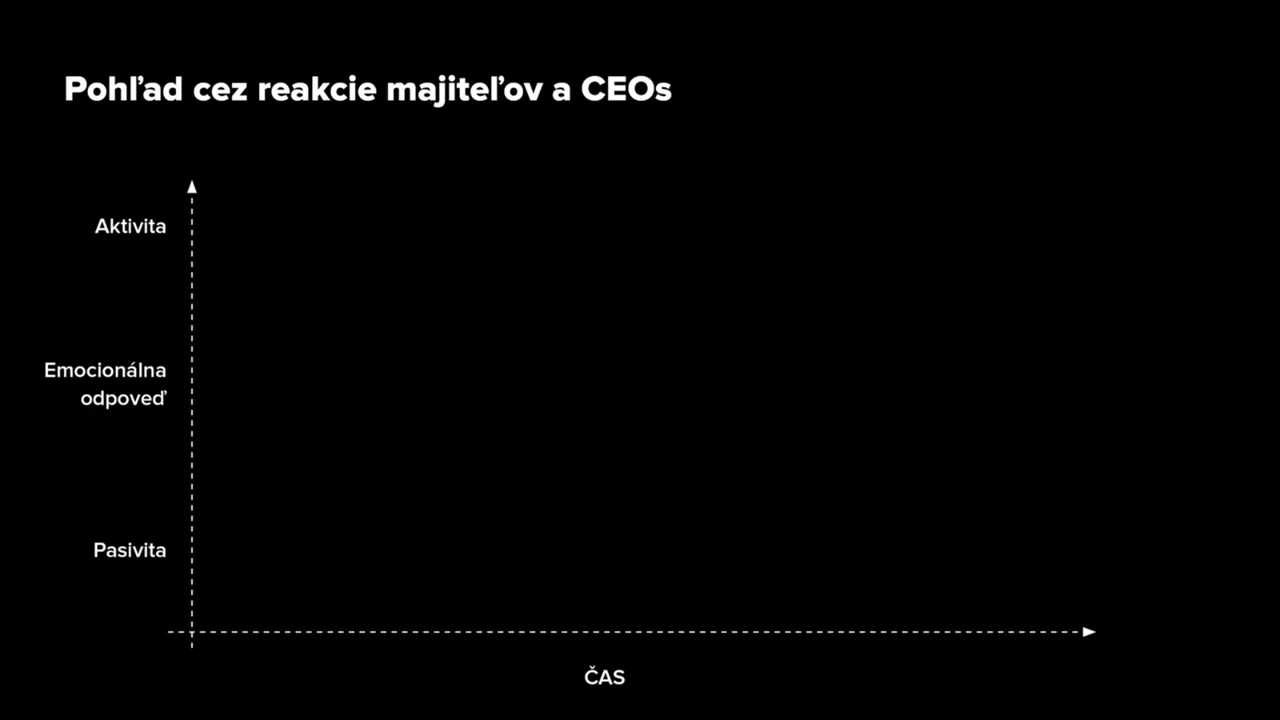 Pohľad cez reakcie majiteľov a CEOs
Aktivita
Emocionálna
odpoveď
Pasivita
ČAS